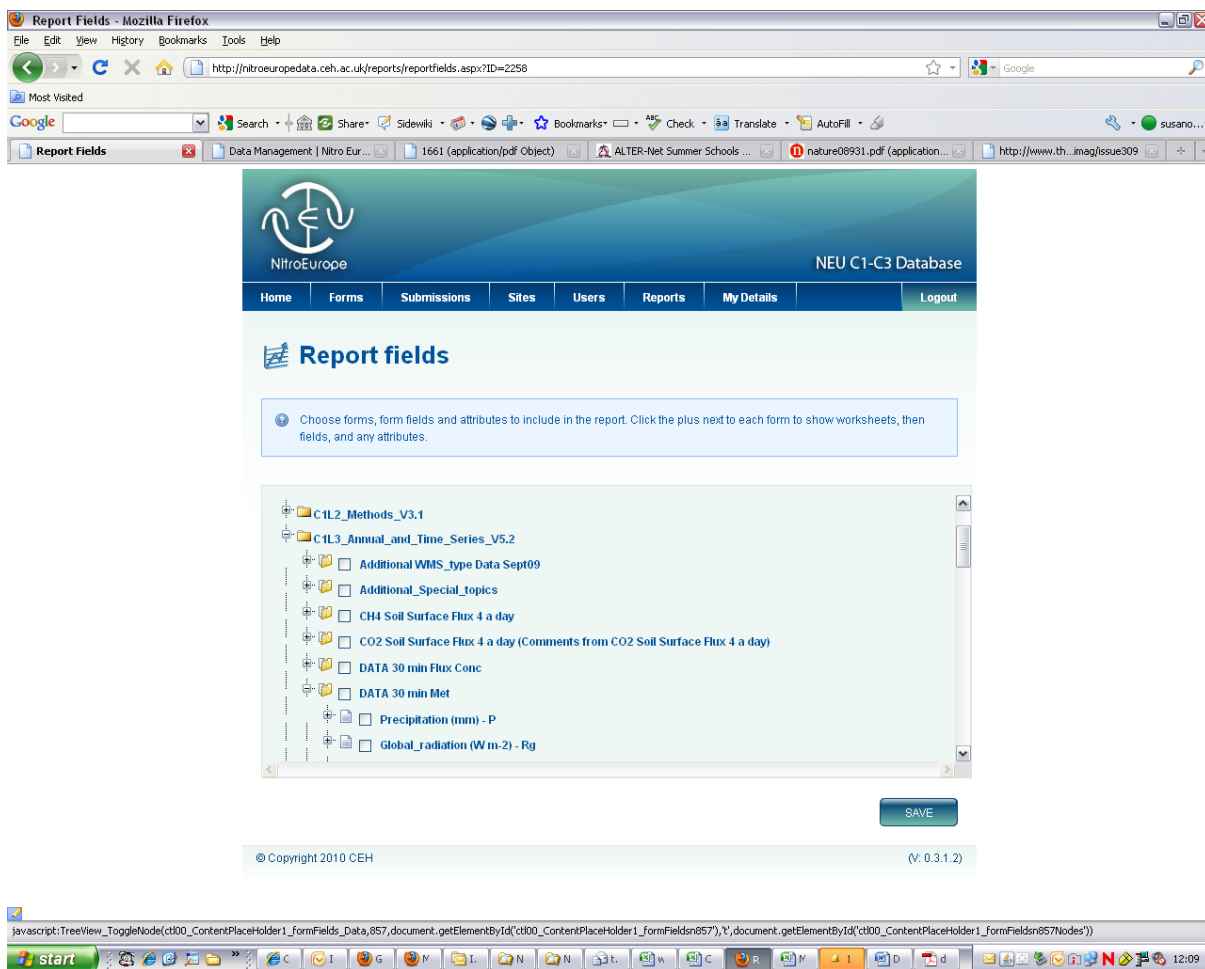 Report Fields - Mozilla Firefox
File Edit View History Bookmarks Tools Help
http://nitroeuropedata.ceh.ac.uk/reports/reportfields.aspx?ID=2258
Google
Most Visited
Google Search Share Sidewiki Bookmarks Check Translate AutoFill susano...
Report Fields Data Management | Nitro Eur... 1661 (application/pdf Object) ALTER-Net Summer Schools ... nature08931.pdf (application... http://www.th...imag/issue309
NitroEurope
NEU C1-C3 Database
Home Forms Submissions Sites Users Reports My Details Logout
Report fields
Choose forms, form fields and attributes to include in the report. Click the plus next to each form to show worksheets, then
fields, and any attributes.
C1L2_Methods_V3.1
C1L3_Annual_and_Time_Series_V5.2
Additional WMS_type Data Sept09
Additional_Special_topics
CH4 Soil Surface Flux 4 a day
CO2 Soil Surface Flux 4 a day (Comments from CO2 Soil Surface Flux 4 a day)
DATA 30 min Flux Conc
DATA 30 min Met
Precipitation (mm) - P
Global_radiation (W m-2) - Rg
SAVE
© Copyright 2010 CEH (V: 0.3.1.2)
javascript:TreeView_ToggleNode(ctl00_ContentPlaceHolder1_formFields_Data,857,document.getElementById('ctl00_ContentPlaceHolder1_formFieldsn857'),'t',document.getElementById('ctl00_ContentPlaceHolder1_formFieldsn857Nodes'))
start C I G M I. N N t. w C R M 1 D d 12:09